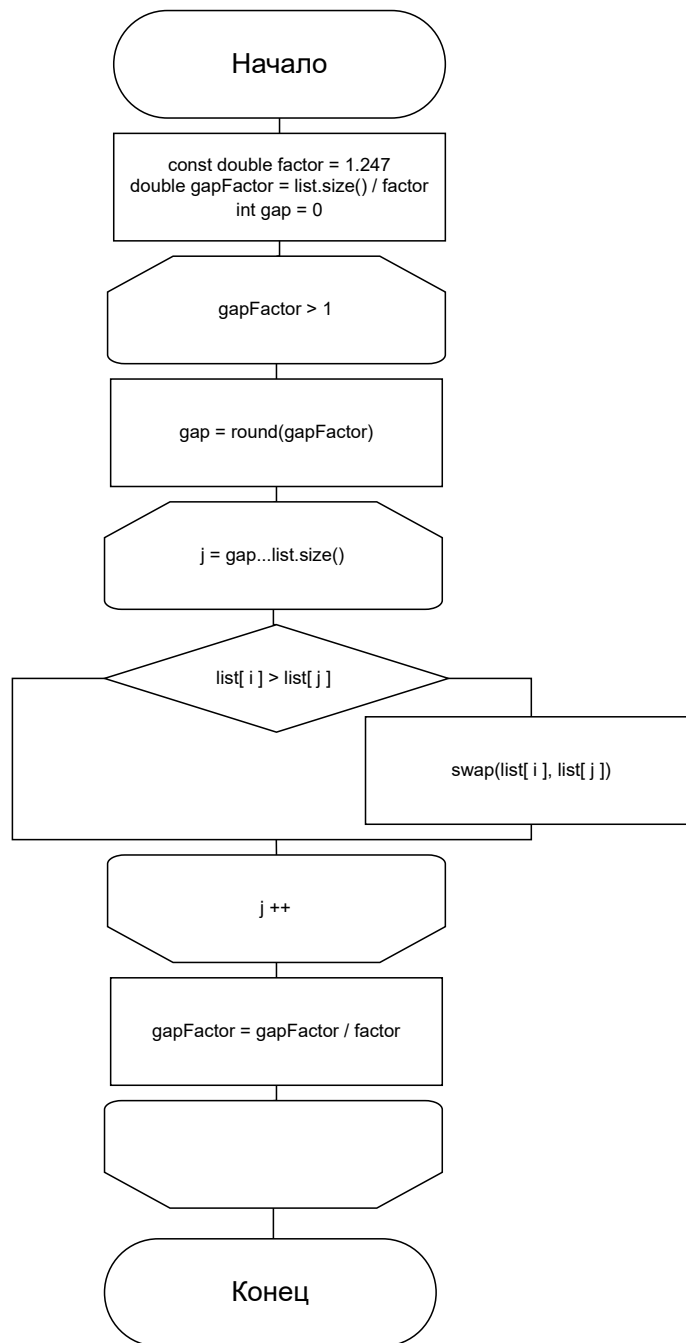 Начало
const double factor = 1.247
double gapFactor = list.size() / factor
int gap = 0
gapFactor > 1
gap = round(gapFactor)
j = gap...list.size()
list[ i ] > list[ j ]
swap(list[ i ], list[ j ])
j ++
gapFactor = gapFactor / factor
Конец